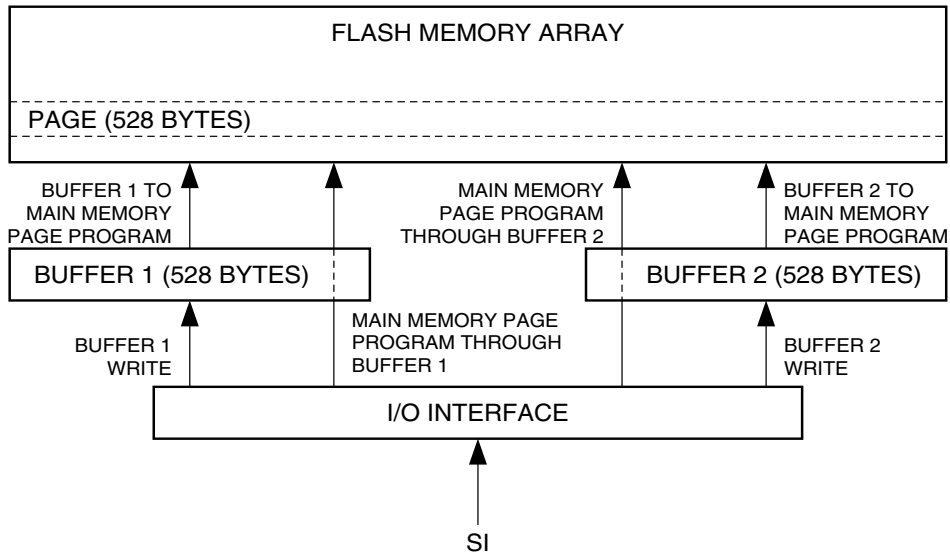 FLASH MEMORY ARRAY
PAGE (528 BYTES)
BUFFER 1 TO
MAIN MEMORY
PAGE PROGRAM
MAIN MEMORY
PAGE PROGRAM
THROUGH BUFFER 2
BUFFER 2 TO
MAIN MEMORY
PAGE PROGRAM
BUFFER 1 (528 BYTES)
BUFFER 2 (528 BYTES)
BUFFER 1
WRITE
MAIN MEMORY PAGE
PROGRAM THROUGH
BUFFER 1
BUFFER 2
WRITE
I/O INTERFACE
SI